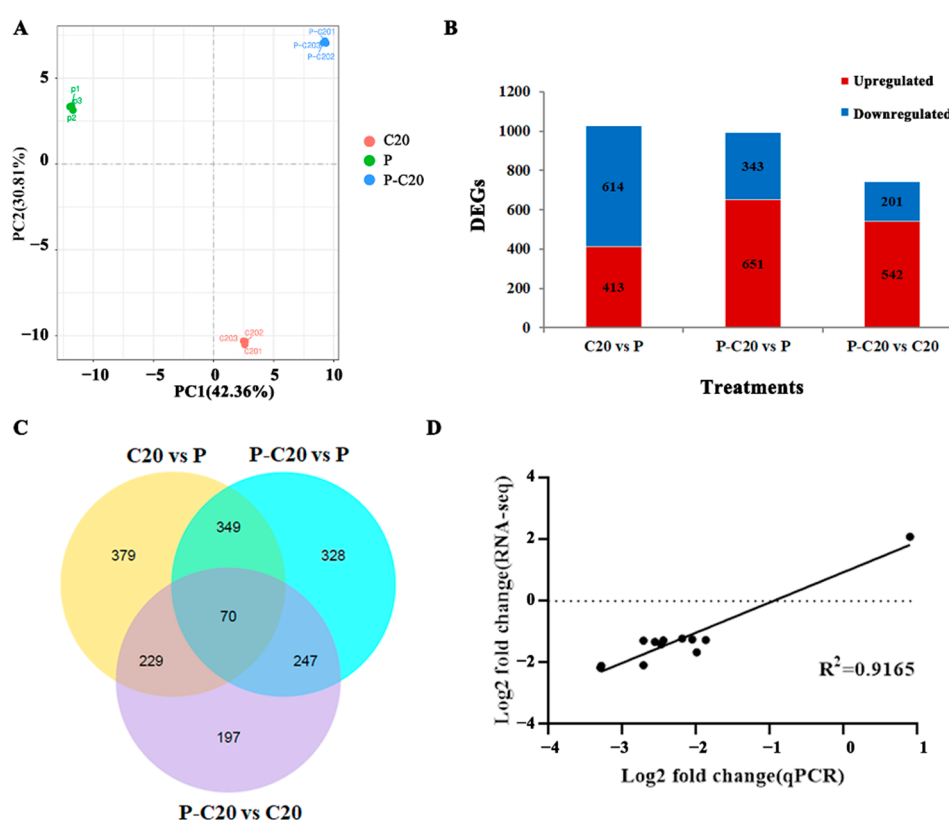 A
P-C201
P-C203
P-C202
p1
p3
p2
C202
C203
C201
5
0
−5
−10
−10
−5
0
5
10
PC2(30.81%)
PC1(42.36%)
C20
P
P-C20
B
Upregulated
Downregulated
1200
1000
800
600
400
200
0
DEGs
614
413
343
651
201
542
C20 vs P
P-C20 vs P
P-C20 vs C20
Treatments
C
C20 vs P
P-C20 vs P
349
379
328
70
229
247
197
P-C20 vs C20
D
4
2
0
−2
−4
Log2 fold change(RNA-seq)
R²=0.9165
−4
−3
−2
−1
0
1
Log2 fold change(qPCR)